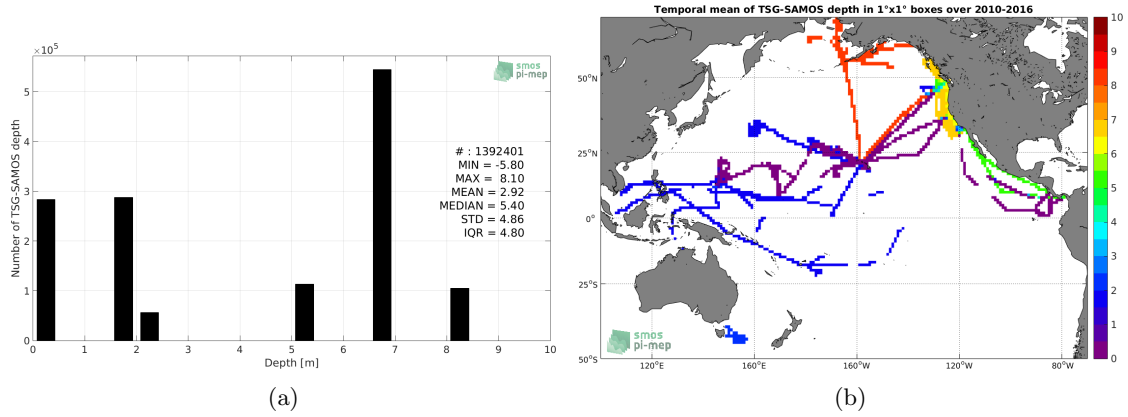 ×10⁵
5
4
3
2
1
0
Number of TSG-SAMOS depth
smos
pi-mep
# : 1392401
MIN = -5.80
MAX = 8.10
MEAN = 2.92
MEDIAN = 5.40
STD = 4.86
IQR = 4.80
0 1 2 3 4 5 6 7 8 9 10
Depth [m]
(a)
Temporal mean of TSG-SAMOS depth in 1°x1° boxes over 2010-2016
50°N
25°N
0°
25°S
50°S
smos
pi-mep
120°E 160°E 160°W 120°W 80°W
10
9
8
7
6
5
4
3
2
1
0
(b)